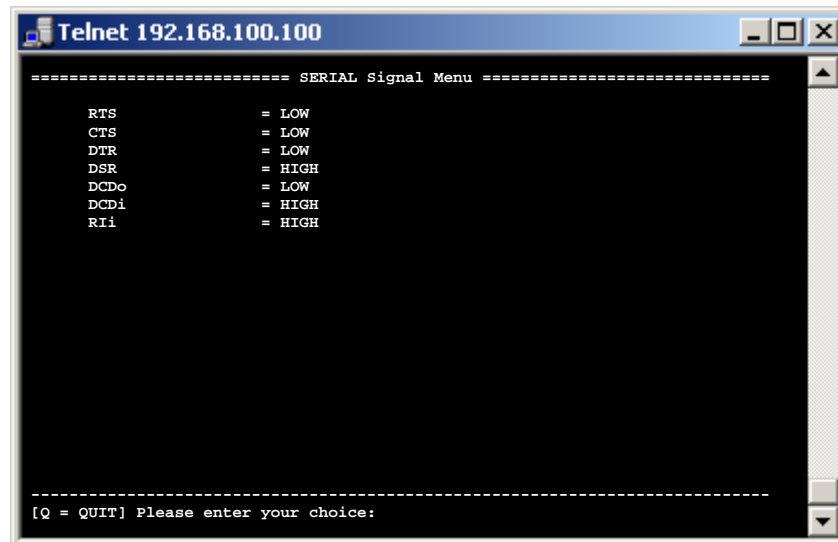 Telnet 192.168.100.100
=========================== SERIAL Signal Menu ==============================
RTS = LOW
CTS = LOW
DTR = LOW
DSR = HIGH
DCDo = LOW
DCDi = HIGH
RIi = HIGH
-----------------------------------------------------------------------------
[Q = QUIT] Please enter your choice: